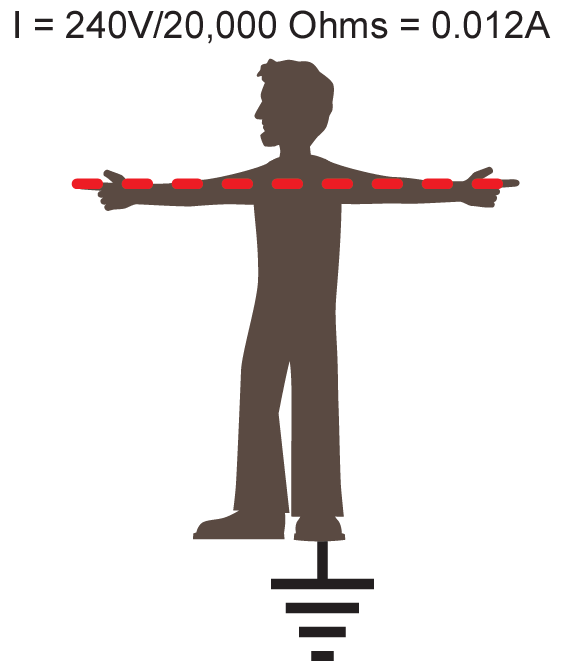 I = 240V/20,000 Ohms = 0.012A